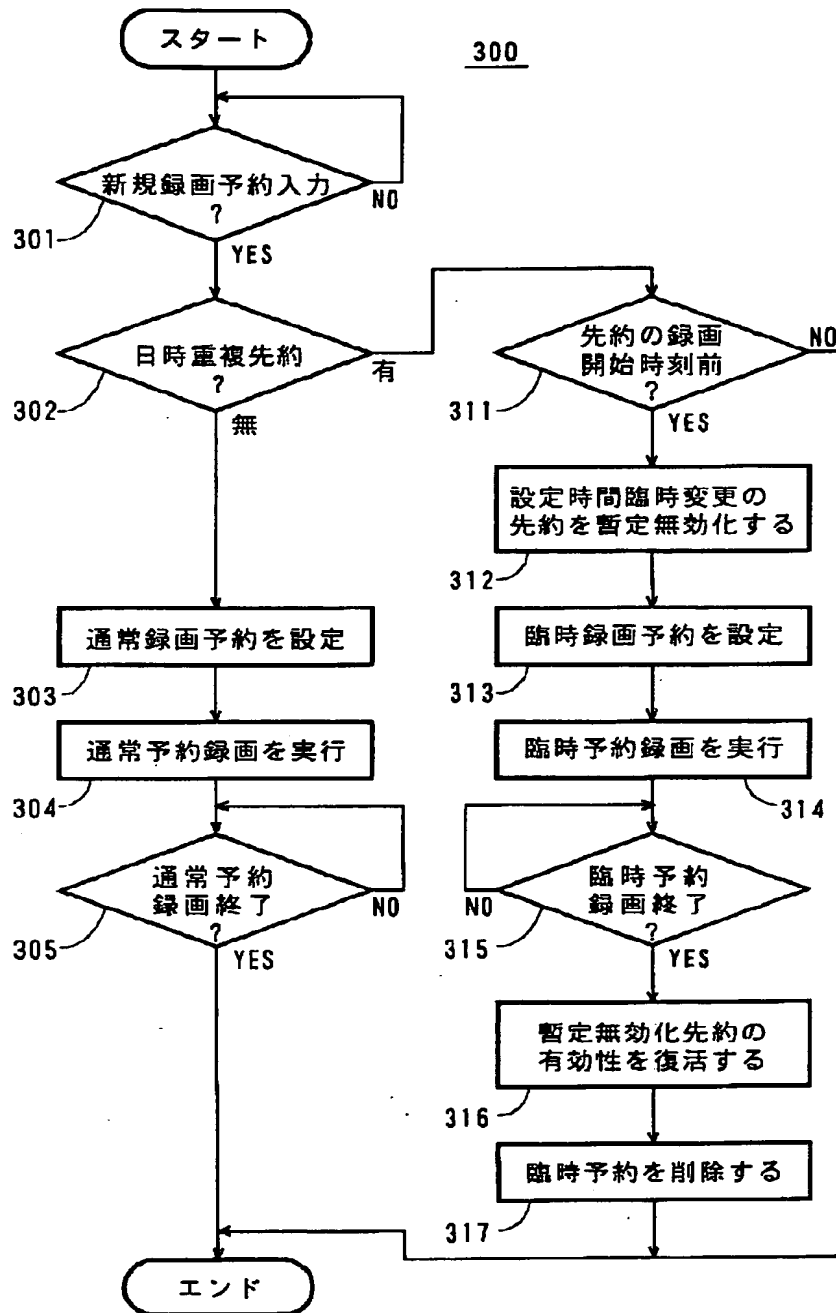 スタート
300
新規録画予約入力
?
NO
301
YES
日時重複先約
?
有
302
無
先約の録画
開始時刻前
?
NO
311
YES
設定時間臨時変更の
先約を暫定無効化する
312
通常録画予約を設定
303
臨時録画予約を設定
313
通常予約録画を実行
304
臨時予約録画を実行
314
通常予約
録画終了
?
NO
305
YES
臨時予約
録画終了
?
NO
315
YES
暫定無効化先約の
有効性を復活する
316
臨時予約を削除する
317
エンド